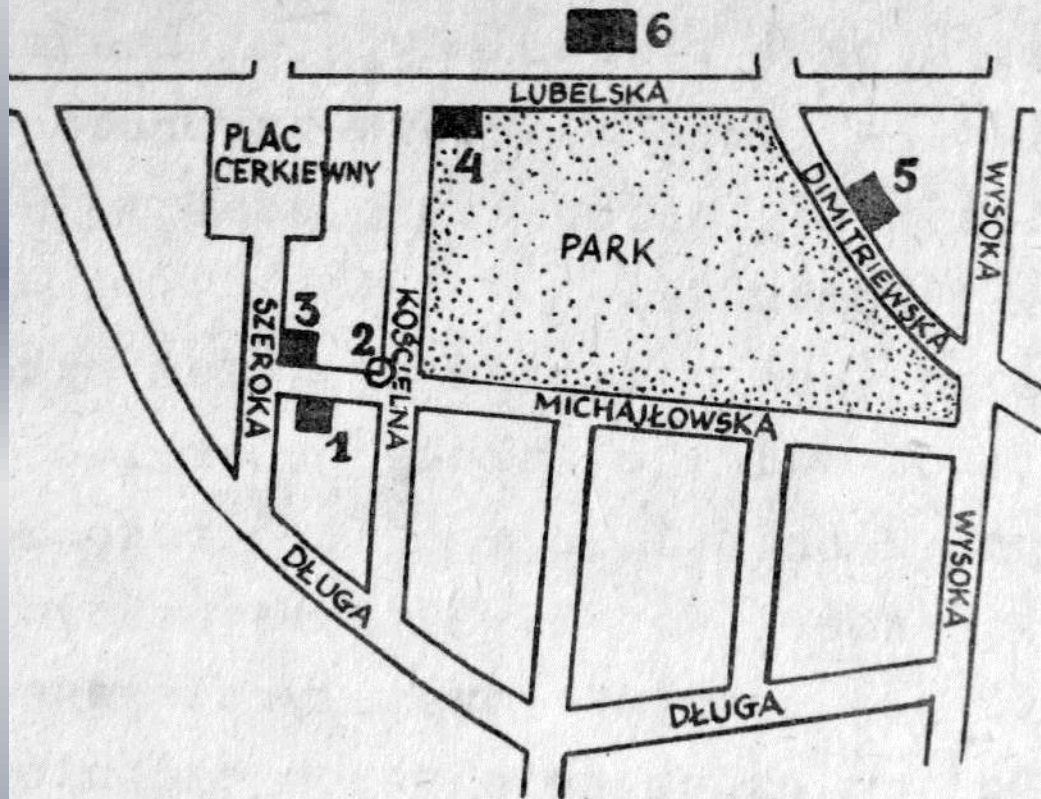 6
LUBELSKA
PLAC
CERKIEWNY
4
5
DIMITRIEWSKA
WYSOKA
PARK
SZEROKA
3
2
KOŚCIELNA
MICHAJŁOWSKA
1
DŁUGA
WYSOKA
DŁUGA